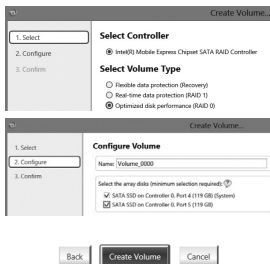 Create Volume...
1. Select
2. Configure
3. Confirm
Select Controller
Intel(R) Mobile Express Chipset SATA RAID Controller
Select Volume Type
Flexible data protection (Recovery)
Real-time data protection (RAID 1)
Optimized disk performance (RAID 0)
Create Volume...
1. Select
2. Configure
3. Confirm
Configure Volume
Name: Volume_0000
Select the array disks (minimum selection required):
SATA SSD on Controller 0, Port 4 (119 GB) (System)
SATA SSD on Controller 0, Port 5 (119 GB)
Back
Create Volume
Cancel